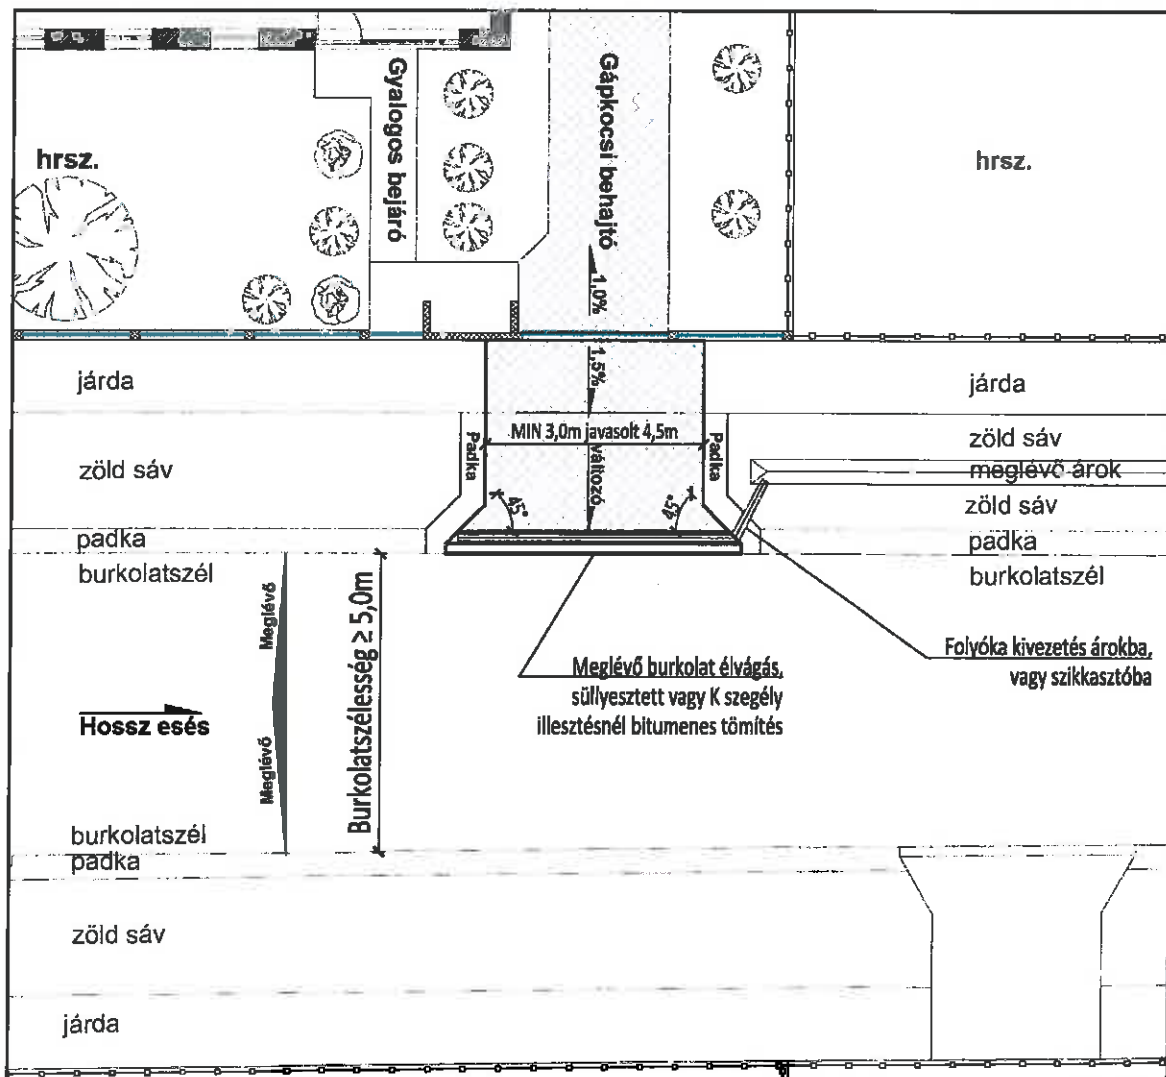 hrsz.
Gyalogos bejáró
Gápkocsi behajtó
hrsz.
1,0%
járda
1,5%
járda
MIN 3,0m javasolt 4,5m
zöld sáv
Padka
változó
Padka
zöld sáv
meglévő árok
zöld sáv
45°
45°
padka
padka
burkolatszél
burkolatszél
Meglévő
Burkolatszélesség ≥ 5,0m
Folyóka kivezetés árokba,
vagy szikkasztóba
Meglévő burkolat élvágás,
süllyesztett vagy K szegély
illesztésnél bitumenes tömítés
Hossz esés
Meglévő
burkolatszél
padka
zöld sáv
járda